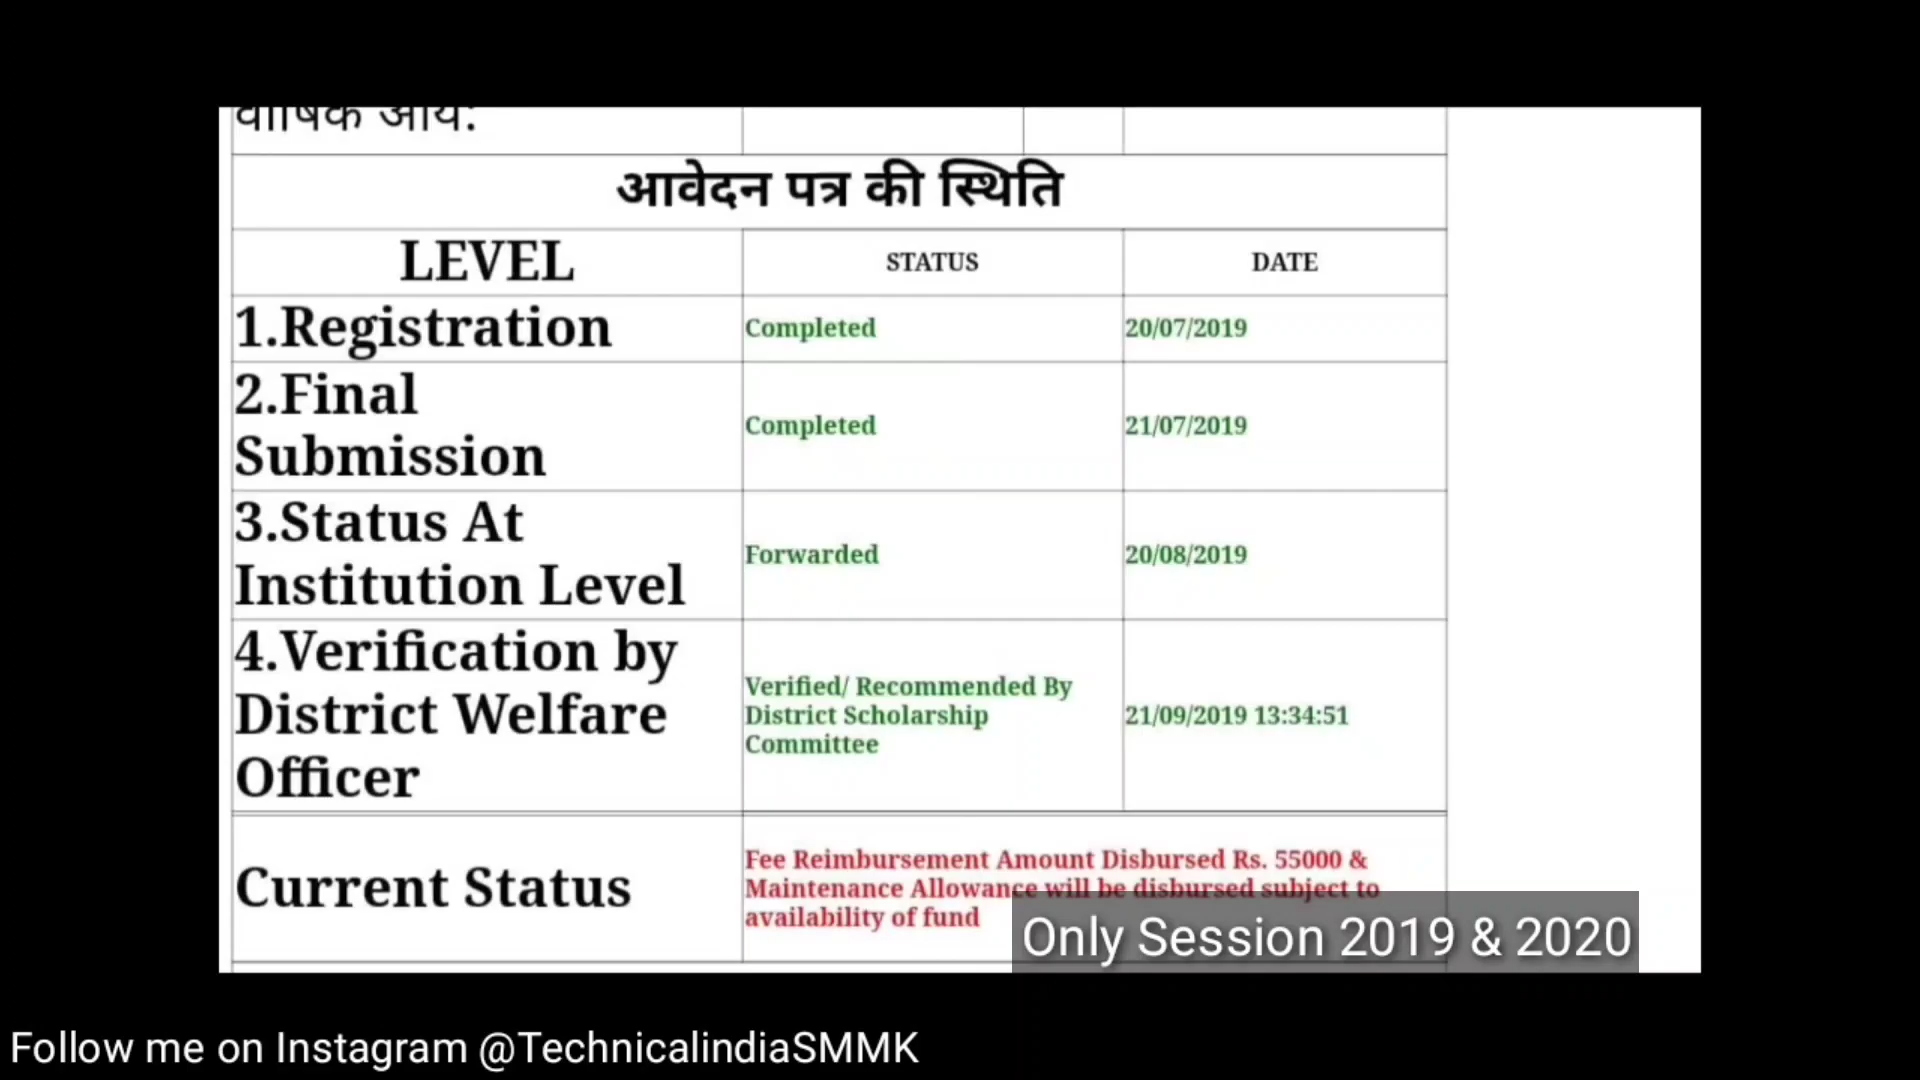 वार्षिक आय:
आवेदन पत्र की स्थिति
LEVEL STATUS DATE
1.Registration Completed 20/07/2019
2.Final
Submission
Completed 21/07/2019
3.Status At
Institution Level
Forwarded 20/08/2019
4.Verification by
District Welfare
Officer
Verified/ Recommended By
District Scholarship
Committee
21/09/2019 13:34:51
Current Status
Fee Reimbursement Amount Disbursed Rs. 55000 &
Maintenance Allowance will be disbursed subject to
availability of fund
Only Session 2019 & 2020
Follow me on Instagram @TechnicalindiaSMMK